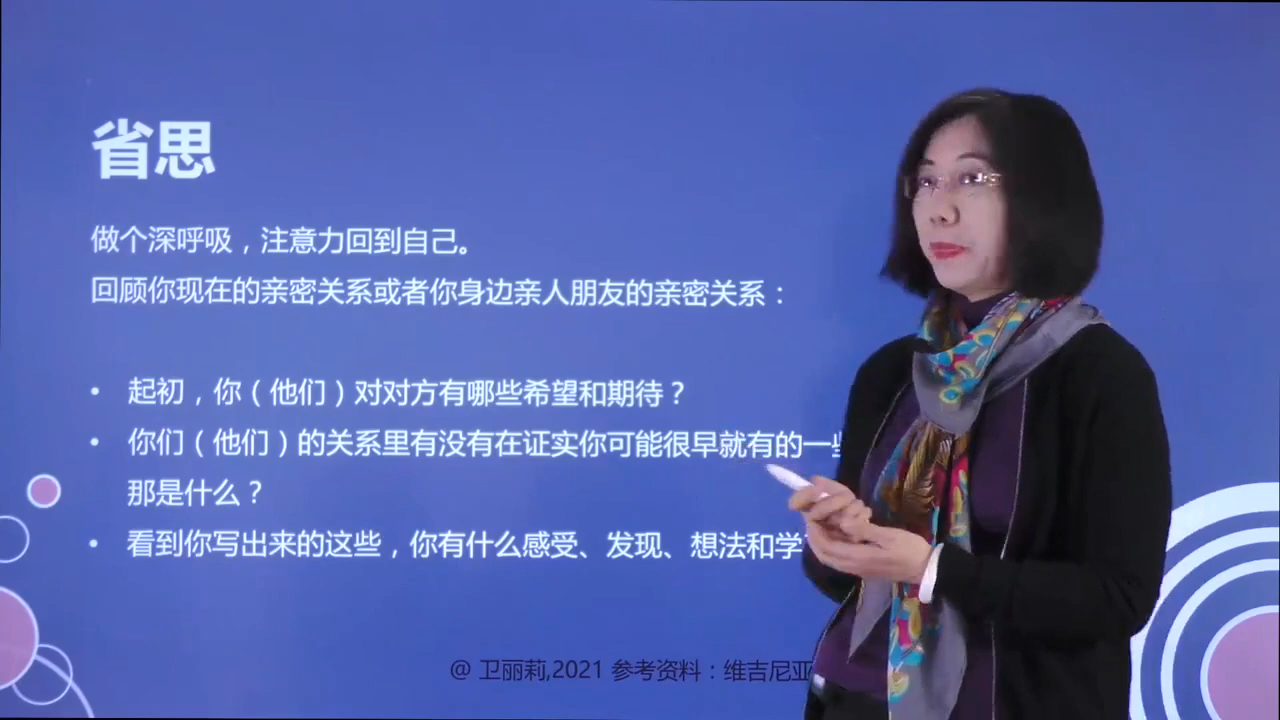 省思
做个深呼吸，注意力回到自己。
回顾你现在的亲密关系或者你身边亲人朋友的亲密关系：
• 起初，你（他们）对对方有哪些希望和期待？
• 你们（他们）的关系里有没有在证实你可能很早就有的一
那是什么？
• 看到你写出来的这些，你有什么感受、发现、想法和学
@ 卫丽莉,2021 参考资料：维吉尼亚